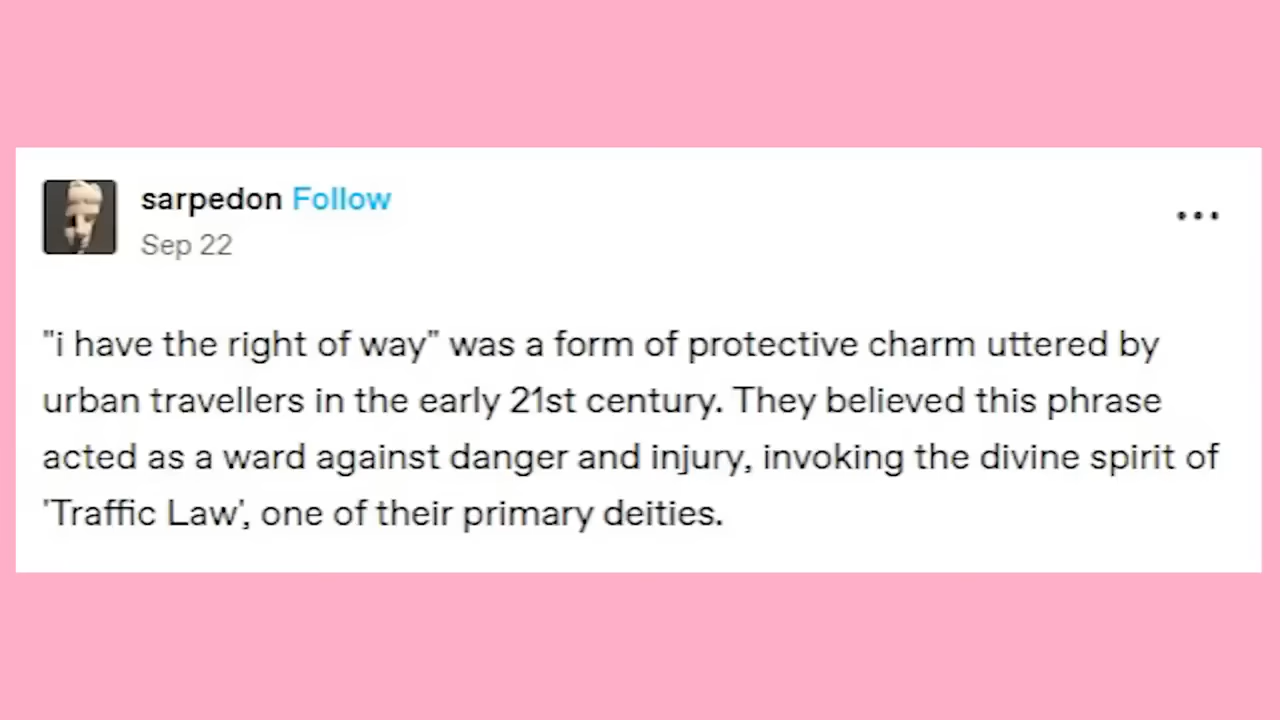 sarpedon Follow
Sep 22
"i have the right of way" was a form of protective charm uttered by
urban travellers in the early 21st century. They believed this phrase
acted as a ward against danger and injury, invoking the divine spirit of
'Traffic Law', one of their primary deities.